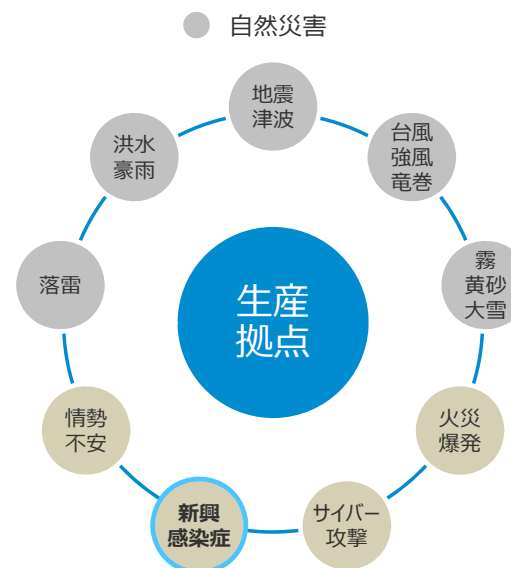 自然災害
地震
津波
台風
強風
竜巻
洪水
豪雨
霧
黄砂
大雪
落雷
生産
拠点
情勢
不安
火災
爆発
新興
感染症
サイバー
攻撃